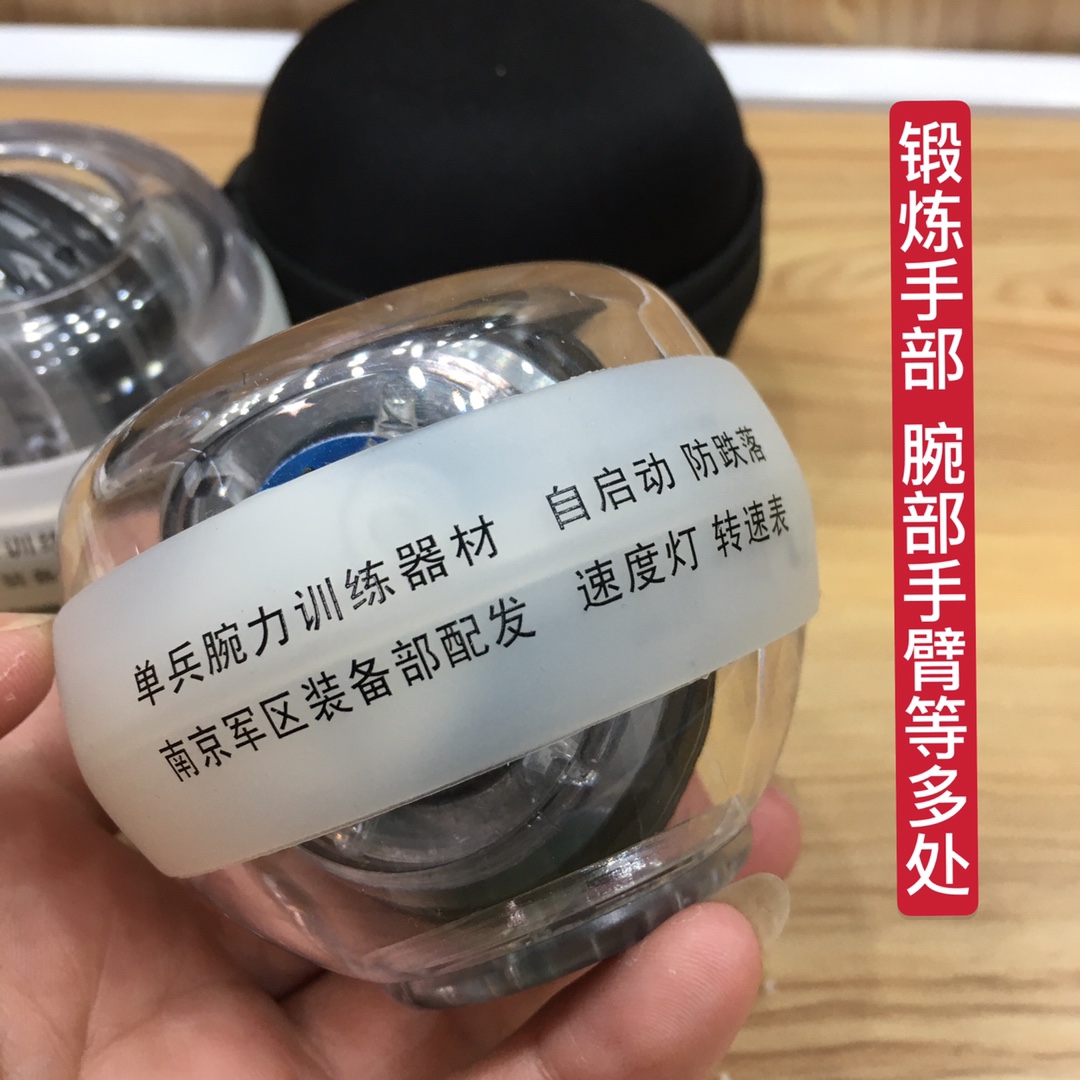 单兵腕力训练器材 自启动 防跌落
南京军区装备部配发 速度灯 转速表
锻炼手部 腕部手臂等多处